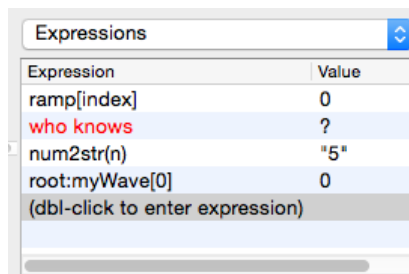 Expressions
Expression Value
ramp[index] 0
who knows ?
num2str(n) "5"
root:myWave[0] 0
(dbl-click to enter expression)